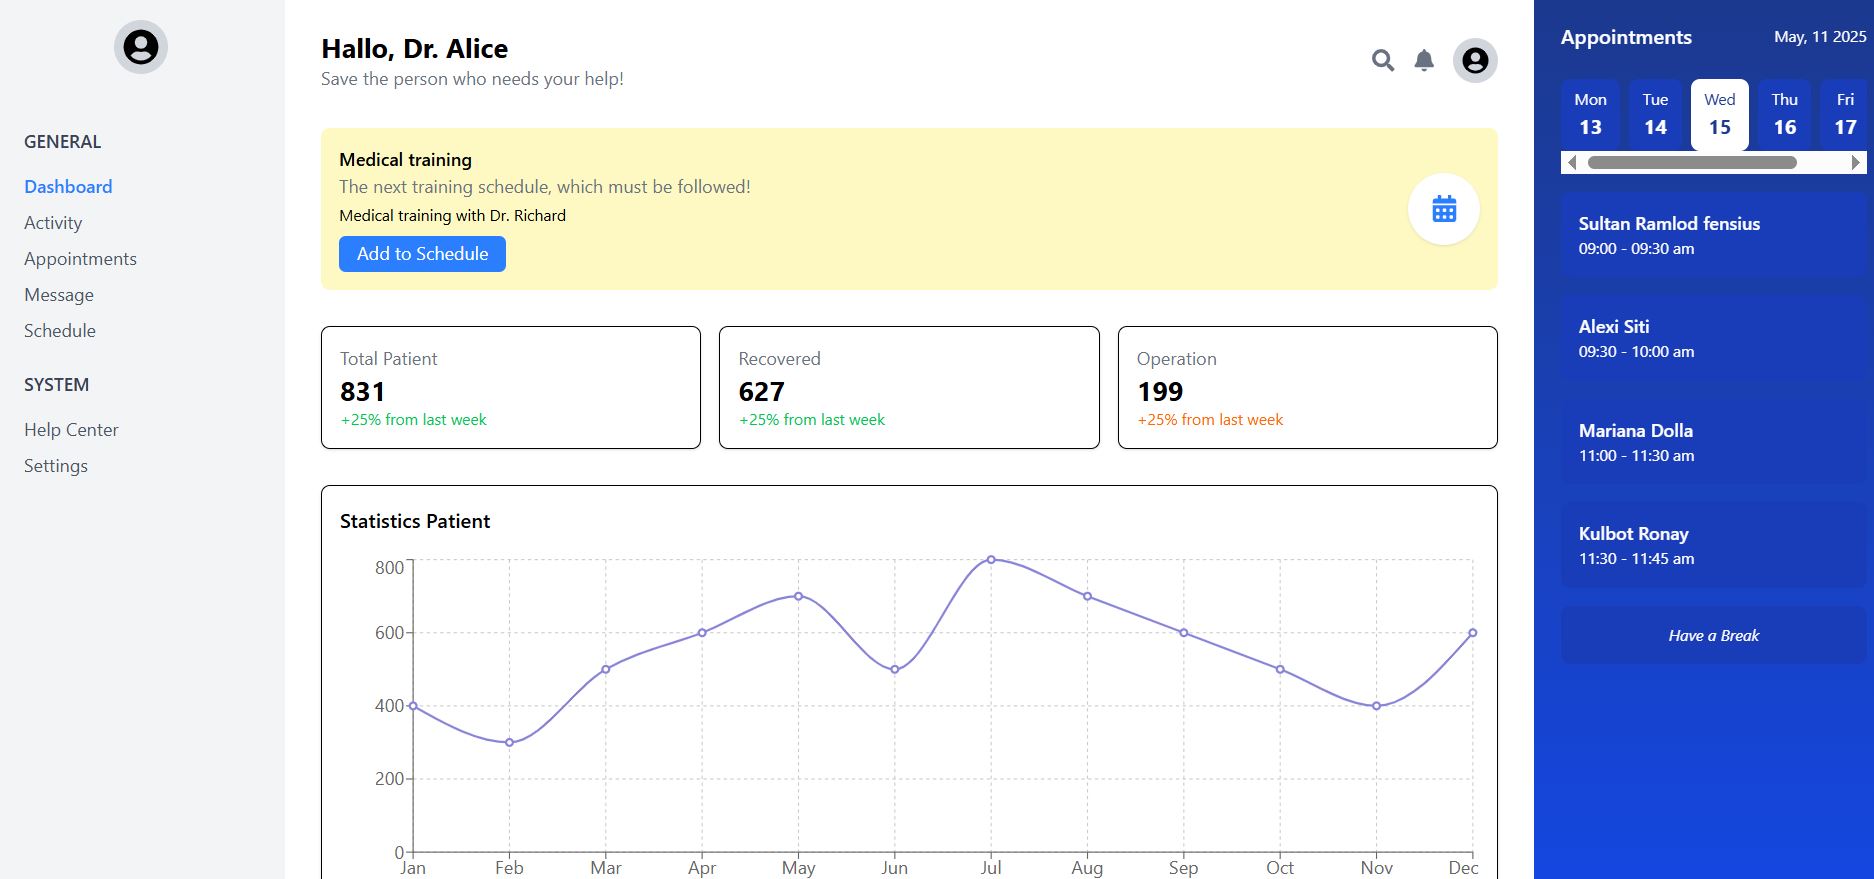 GENERAL
Dashboard
Activity
Appointments
Message
Schedule
SYSTEM
Help Center
Settings
Hallo, Dr. Alice
Save the person who needs your help!
Medical training
The next training schedule, which must be followed!
Medical training with Dr. Richard
Add to Schedule
Total Patient
831
+25% from last week
Recovered
627
+25% from last week
Operation
199
+25% from last week
Statistics Patient
800
600
400
200
0
Jan Feb Mar Apr May Jun Jul Aug Sep Oct Nov Dec
Appointments May, 11 2025
Mon Tue Wed Thu Fri
13 14 15 16 17
Sultan Ramlod fensius
09:00 - 09:30 am
Alexi Siti
09:30 - 10:00 am
Mariana Dolla
11:00 - 11:30 am
Kulbot Ronay
11:30 - 11:45 am
Have a Break